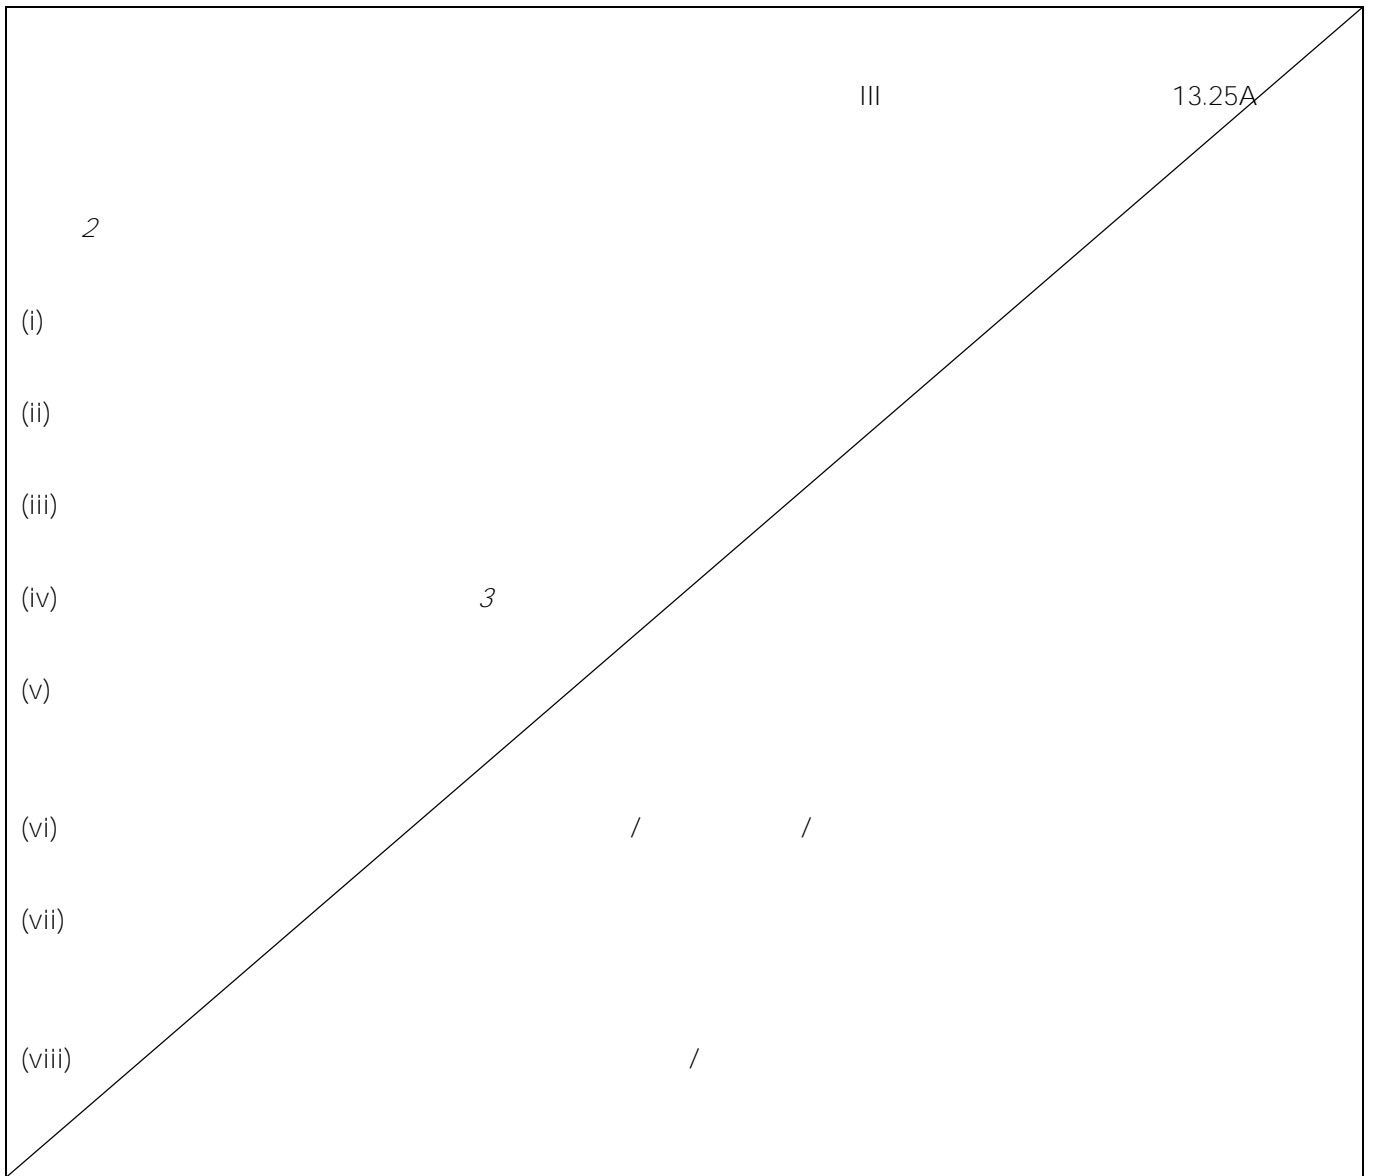 III 13.25A
2
(i)
(ii)
(iii)
(iv) 3
(v)
(vi) / /
(vii)
(viii) /